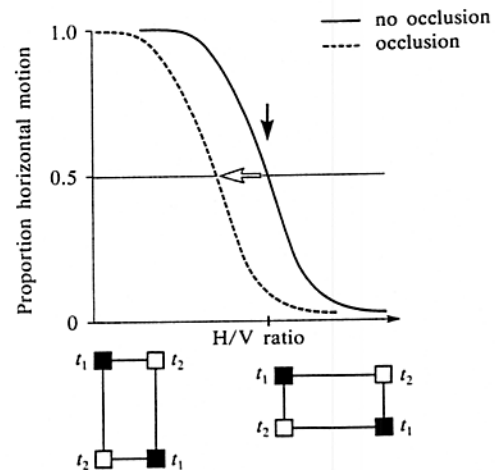 no occlusion
occlusion
1.0
0.5
0
Proportion horizontal motion
H/V ratio
t₁ t₂
t₂ t₁
t₁ t₂
t₂ t₁